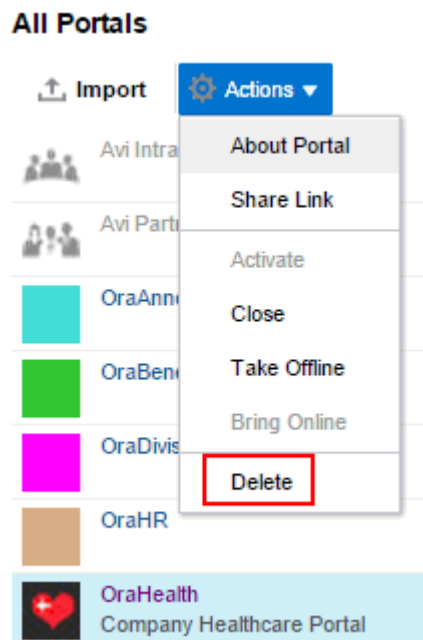 All Portals
Import
Actions
About Portal
Share Link
Activate
Close
Take Offline
Bring Online
Delete
Avi Intra
Avi Part
OraAnn
OraBen
OraDivis
OraHR
OraHealth
Company Healthcare Portal